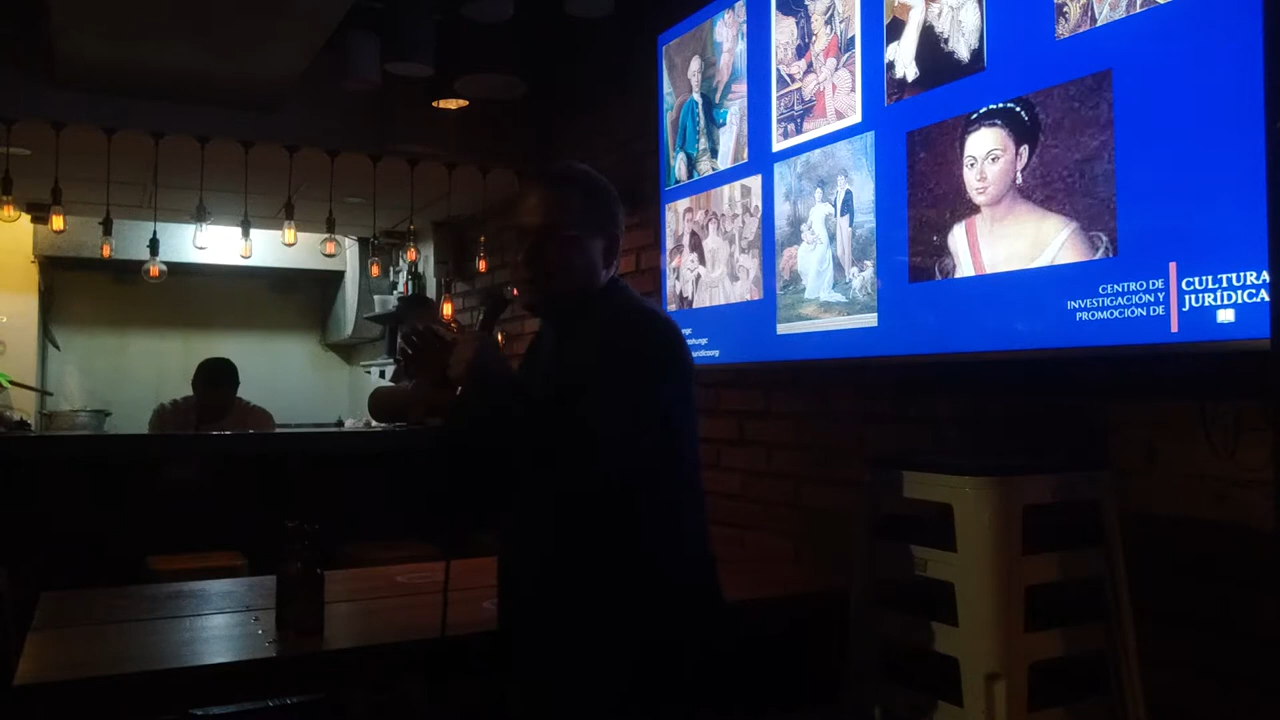 CENTRO DE
INVESTIGACIÓN Y
PROMOCIÓN DE
CULTURA
JURÍDICA